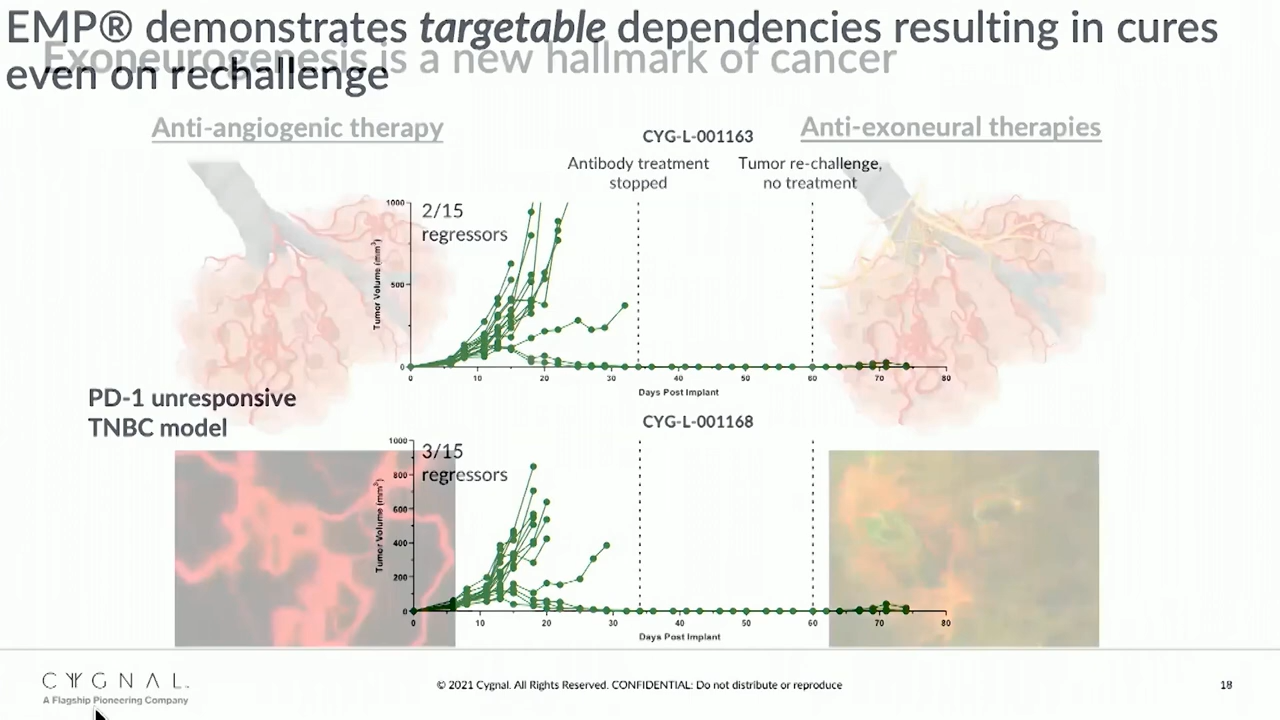 EMP® demonstrates targetable dependencies resulting in cures
even on rechallenge
Exoneurogenesis is a new hallmark of cancer
Anti-angiogenic therapy
Anti-exoneural therapies
CYG-L-001163
Antibody treatment
stopped
Tumor re-challenge,
no treatment
2/15
regressors
Tumor Volume (mm³)
1000
500
0
0 10 20 30 40 50 60 70 80
Days Post Implant
PD-1 unresponsive
TNBC model
CYG-L-001168
3/15
regressors
Tumor Volume (mm³)
1000
800
600
400
200
0
0 10 20 30 40 50 60 70 80
Days Post Implant
CYGNAL
A Flagship Pioneering Company
© 2021 Cygnal. All Rights Reserved. CONFIDENTIAL: Do not distribute or reproduce
18